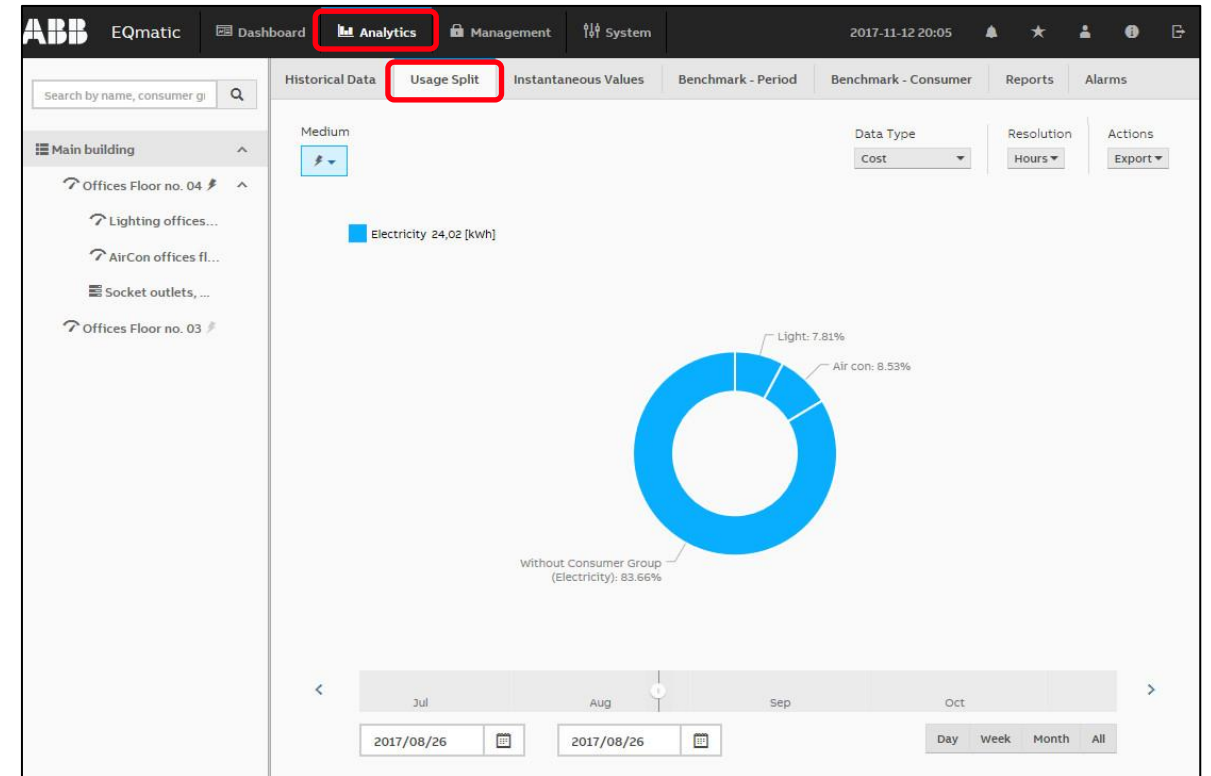 ABB EQmatic Dashboard Analytics Management System 2017-11-12 20:05
Historical Data Usage Split Instantaneous Values Benchmark - Period Benchmark - Consumer Reports Alarms
Search by name, consumer g
Medium Data Type Resolution Actions
Cost Hours Export
Main building
Offices Floor no. 04
Lighting offices...
AirCon offices fl...
Socket outlets, ...
Offices Floor no. 03
Electricity 24,02 [kWh]
Light: 7.81%
Air con: 8.53%
Without Consumer Group
(Electricity): 83.66%
Jul Aug Sep Oct
2017/08/26 2017/08/26 Day Week Month All